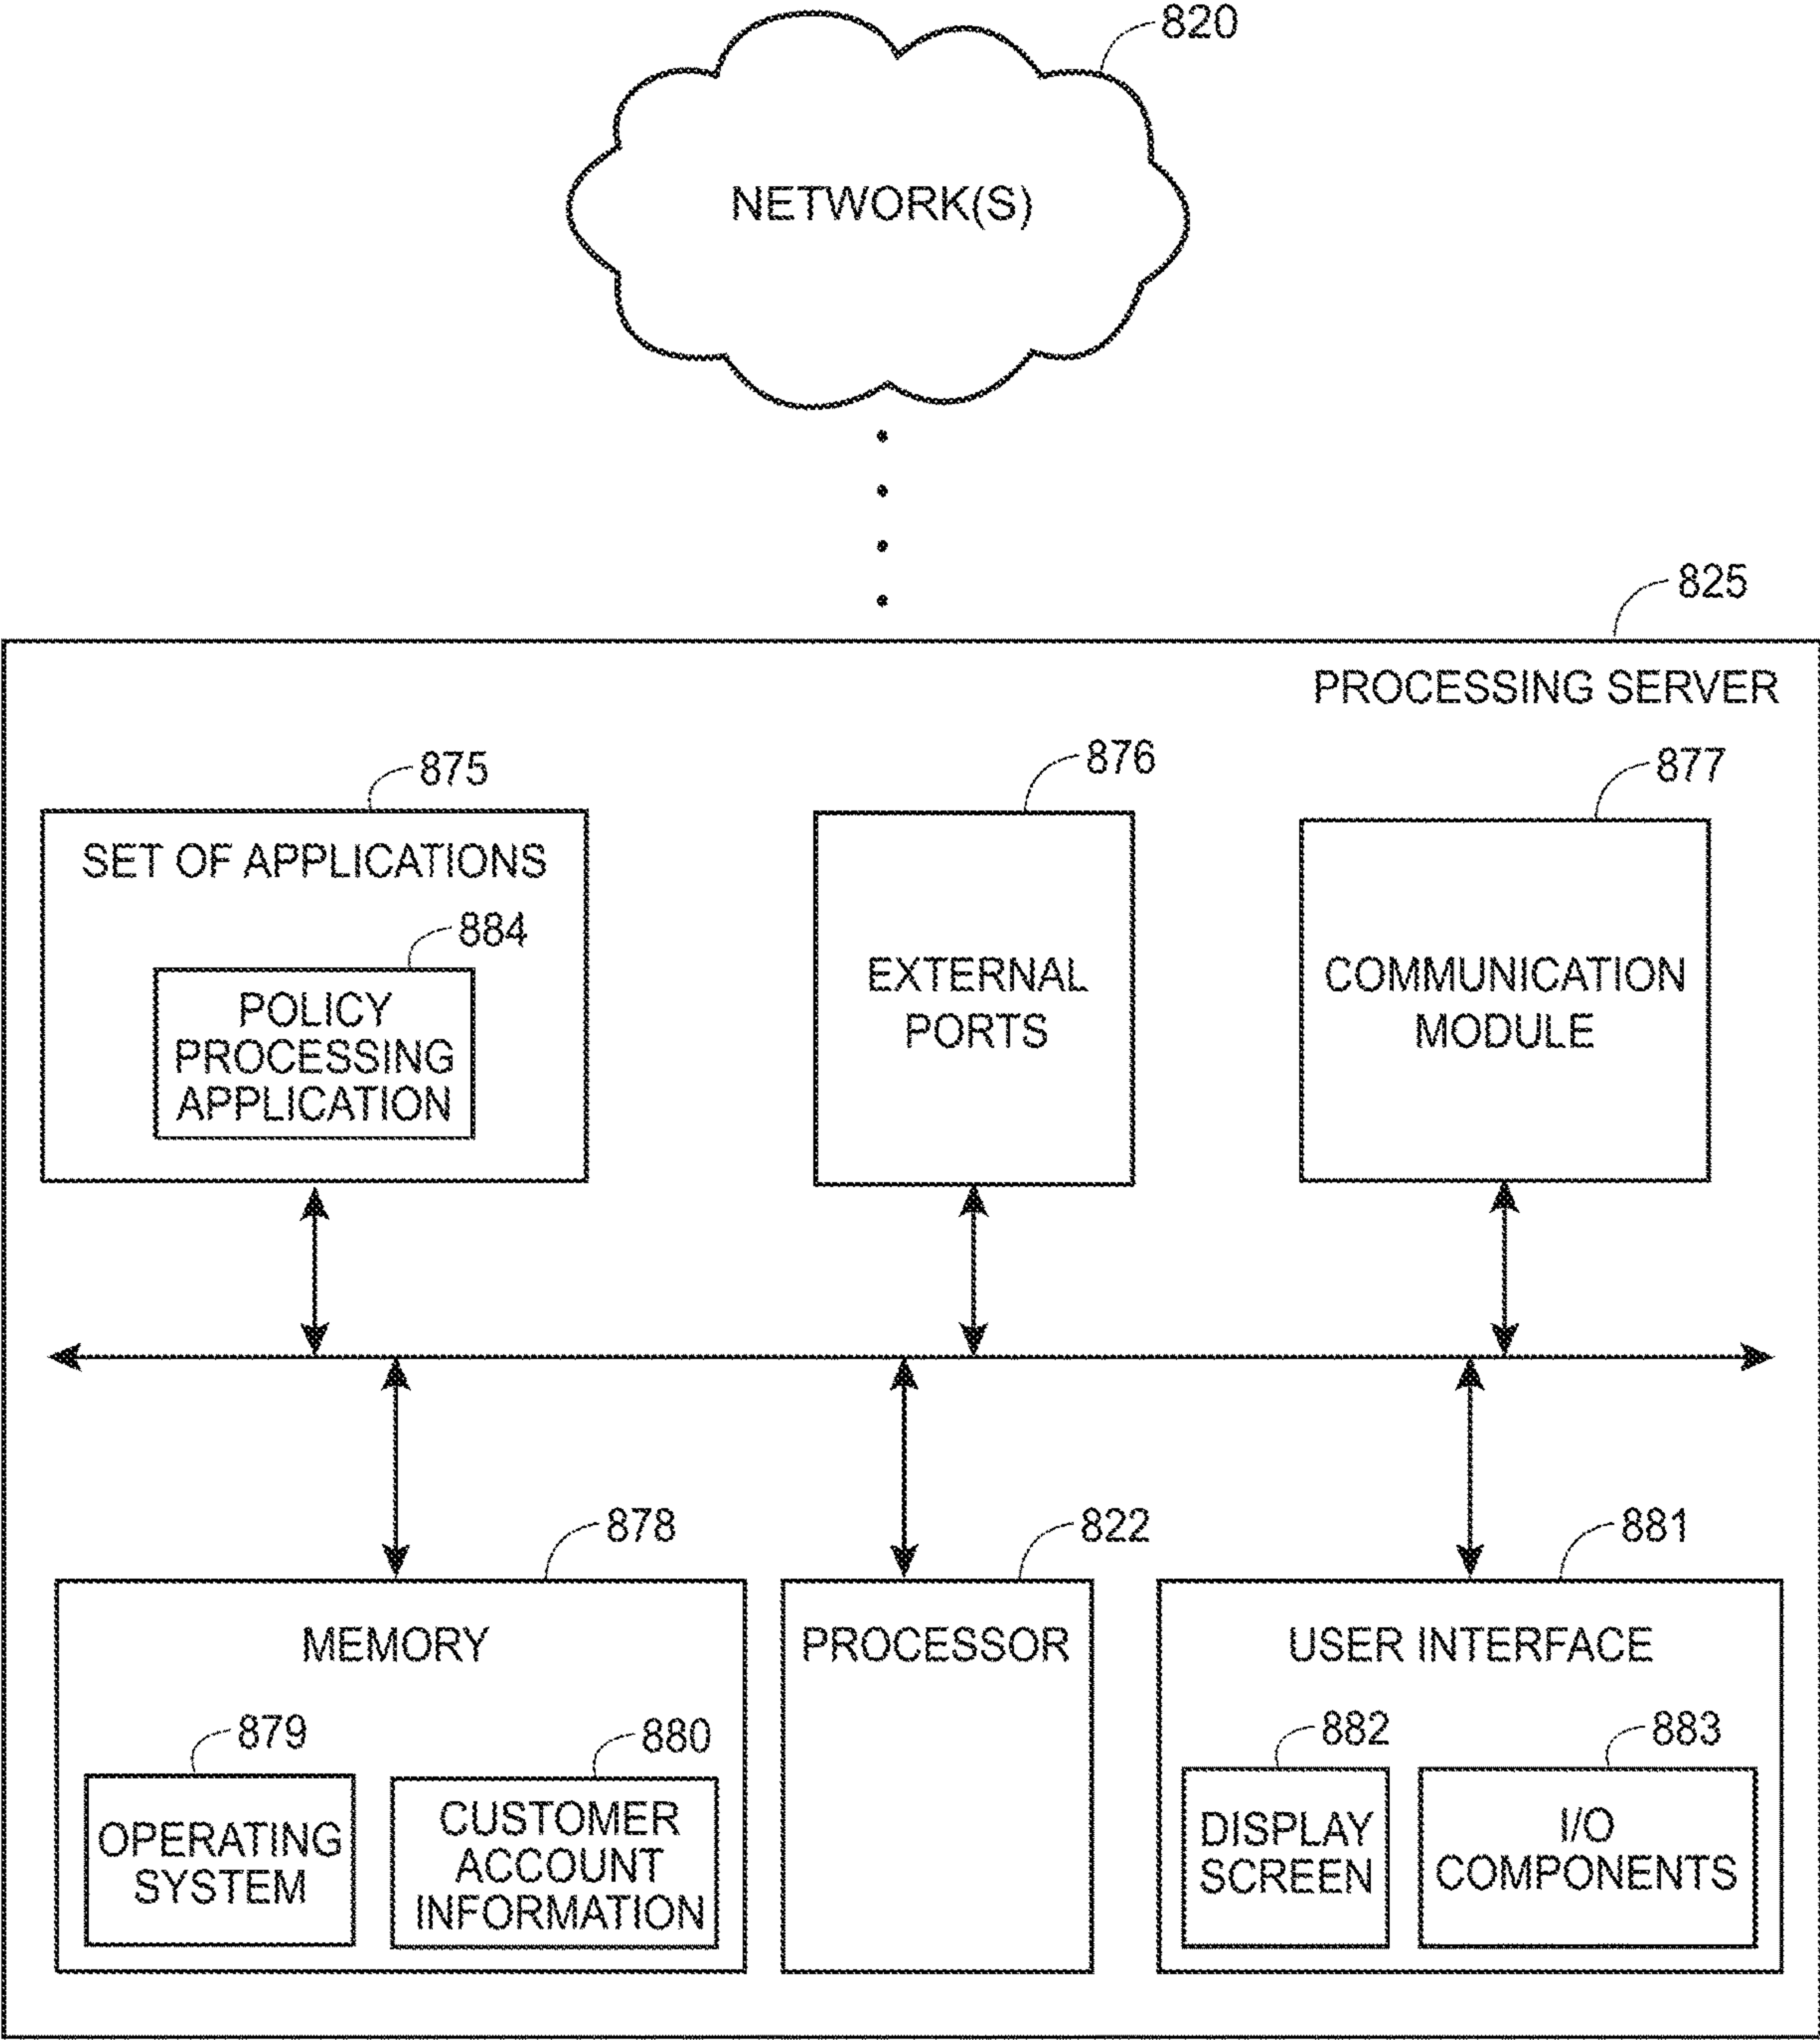 820
NETWORK(S)
825
PROCESSING SERVER
875
876
877
SET OF APPLICATIONS
884
POLICY
PROCESSING
APPLICATION
EXTERNAL
PORTS
COMMUNICATION
MODULE
878
822
881
MEMORY
PROCESSOR
USER INTERFACE
879
880
882
883
OPERATING
SYSTEM
CUSTOMER
ACCOUNT
INFORMATION
DISPLAY
SCREEN
I/O
COMPONENTS